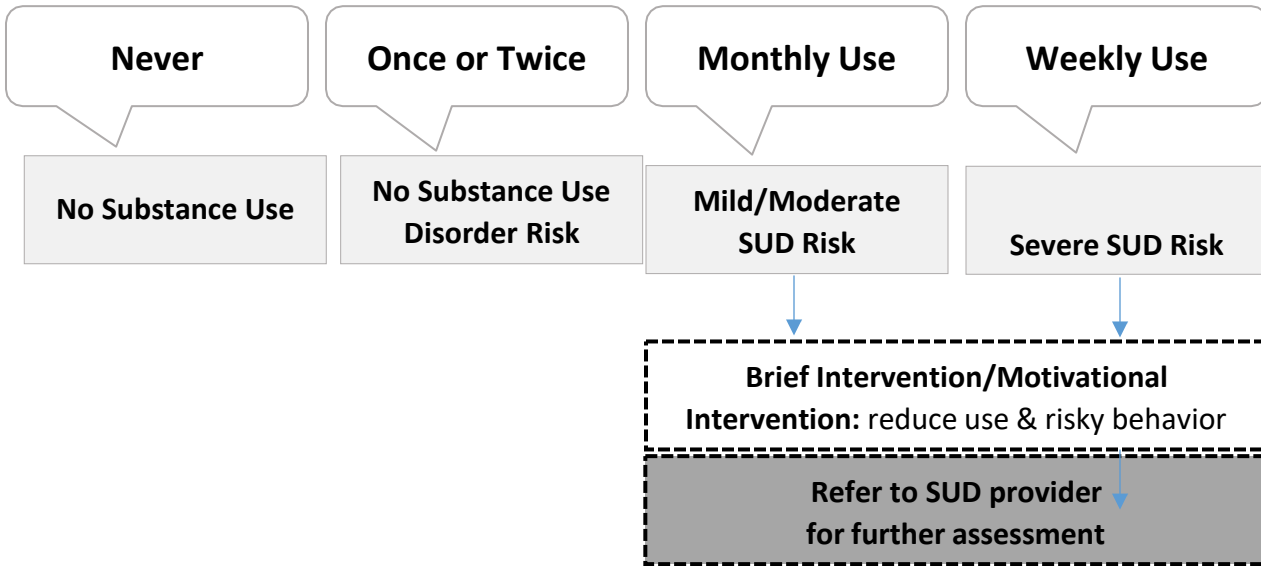 Never
Once or Twice
Monthly Use
Weekly Use
No Substance Use
No Substance Use
Disorder Risk
Mild/Moderate
SUD Risk
Severe SUD Risk
Brief Intervention/Motivational
Intervention: reduce use & risky behavior
Refer to SUD provider
for further assessment